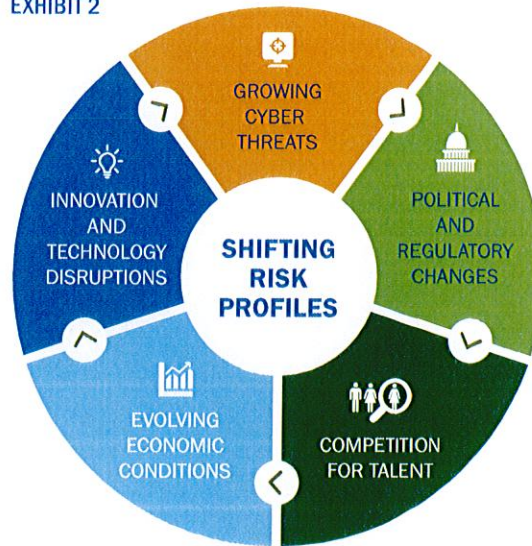 EXHIBIT 2
GROWING
CYBER
THREATS
POLITICAL
AND
REGULATORY
CHANGES
COMPETITION
FOR TALENT
EVOLVING
ECONOMIC
CONDITIONS
INNOVATION
AND
TECHNOLOGY
DISRUPTIONS
SHIFTING
RISK
PROFILES